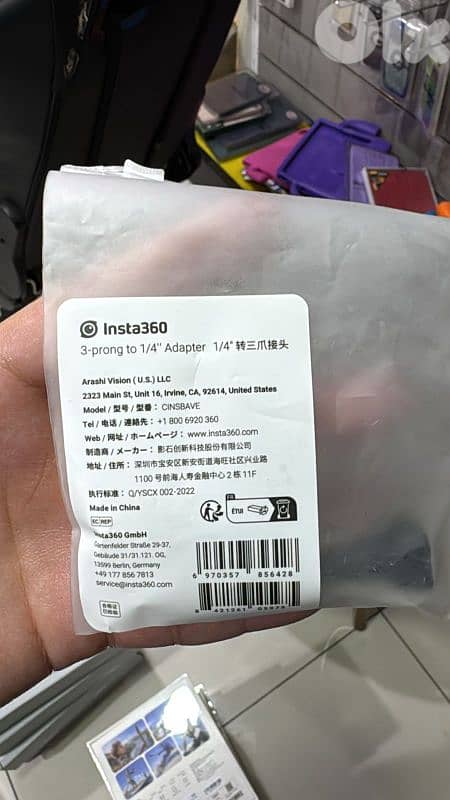 olx
Insta360
3-prong to 1/4'' Adapter 1/4'' 转三爪接头
Arashi Vision ( U.S.) LLC
2323 Main St, Unit 16, Irvine, CA, 92614, United States
Model / 型号 / 型番： CINSBAVE
Tel / 电话 / 連絡先：+1 800 6920 360
Web / 网址 / ホームページ：www.insta360.com
制造商 / メーカー： 影石创新科技股份有限公司
地址 / 住所： 深圳市宝安区新安街道海旺社区兴业路
1100 号前海人寿金融中心 2 栋 11F
执行标准：Q/YSCX 002-2022
Made in China
EC REP
Insta360 GmbH
Gartenfelder Straße 29-37,
Gebäude 31/31.121. OG,
13599 Berlin, Germany
+49 177 856 7813
service@insta360.com
ÉTUI
6 970357 856428
合格证